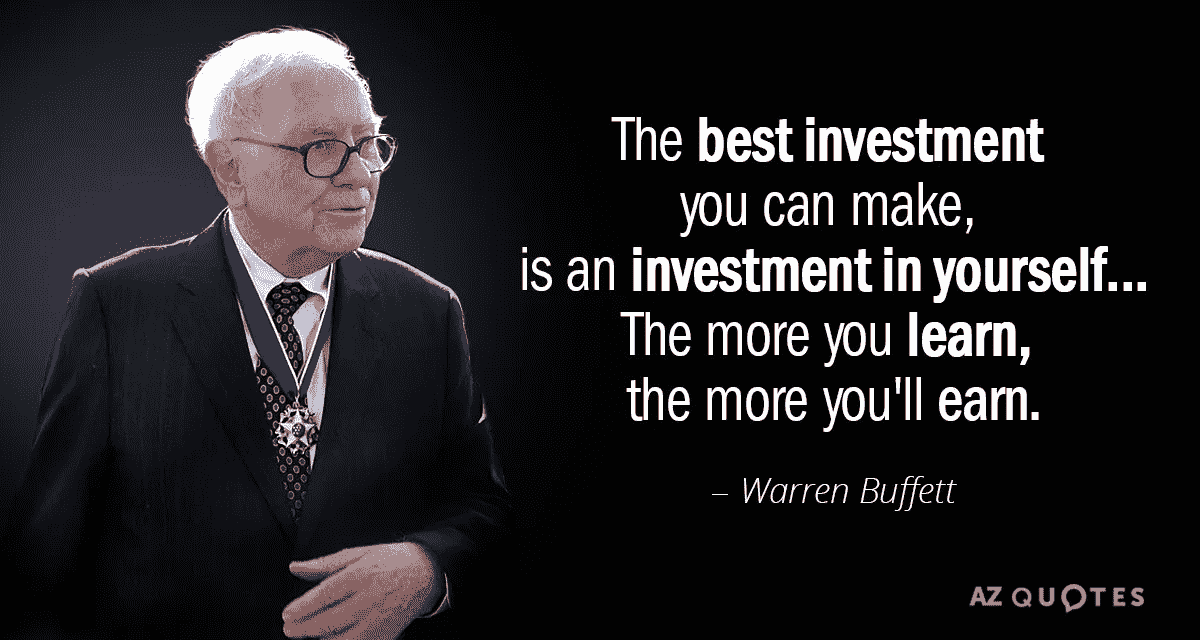 The best investment
you can make,
is an investment in yourself...
The more you learn,
the more you'll earn.
– Warren Buffett
AZ QUOTES